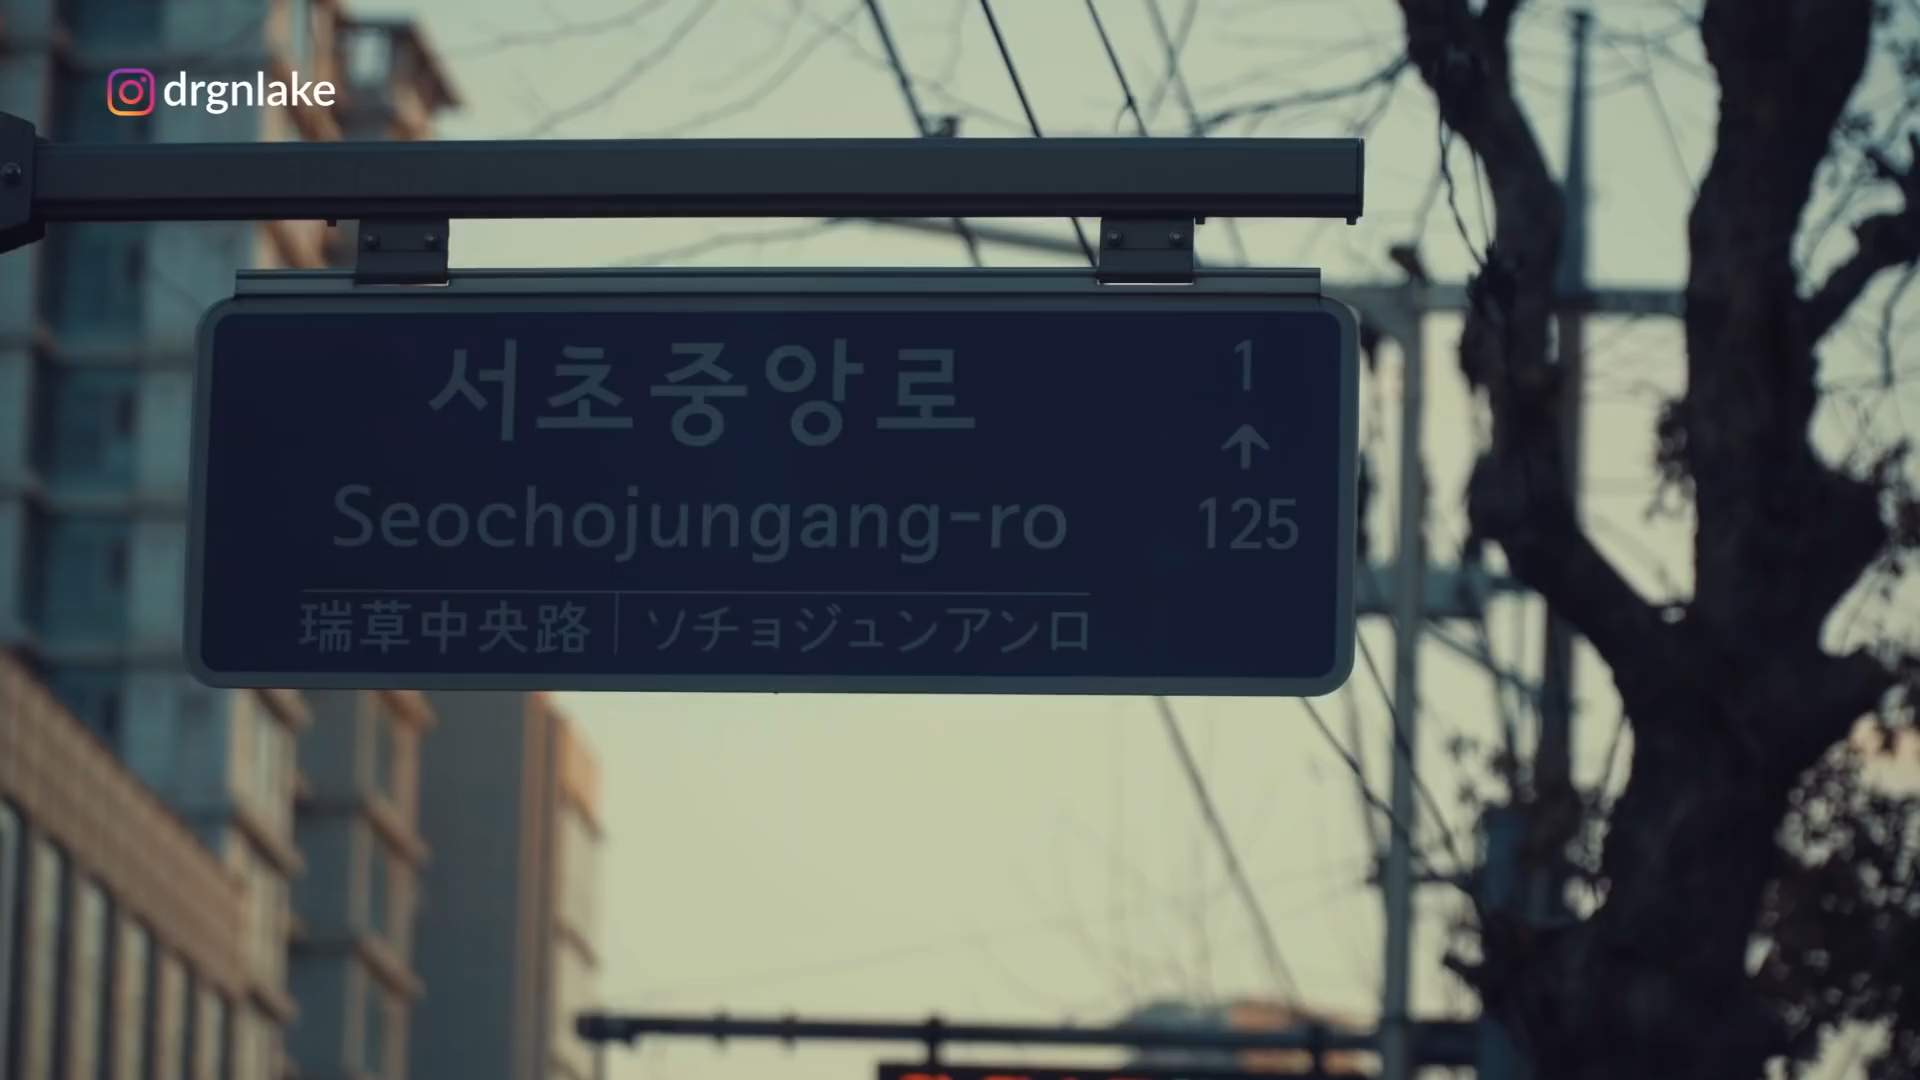 drgnlake
서초중앙로
1
↑
125
Seochojungang-ro
瑞草中央路 ソチョジュンアンロ